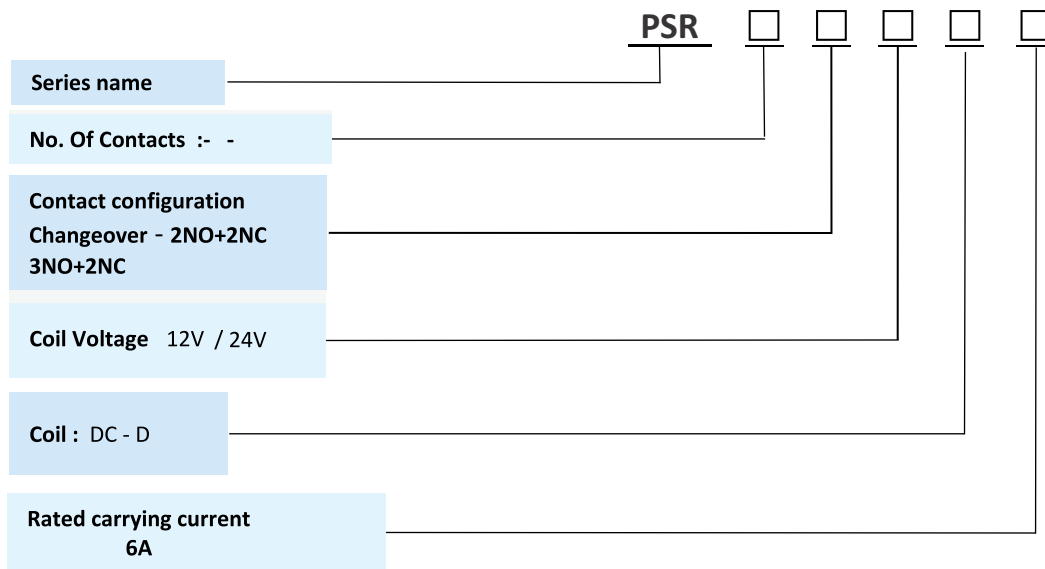 PSR □ □ □ □ □
Series name
No. Of Contacts :- -
Contact configuration
Changeover - 2NO+2NC
3NO+2NC
Coil Voltage 12V / 24V
Coil : DC - D
Rated carrying current
6A